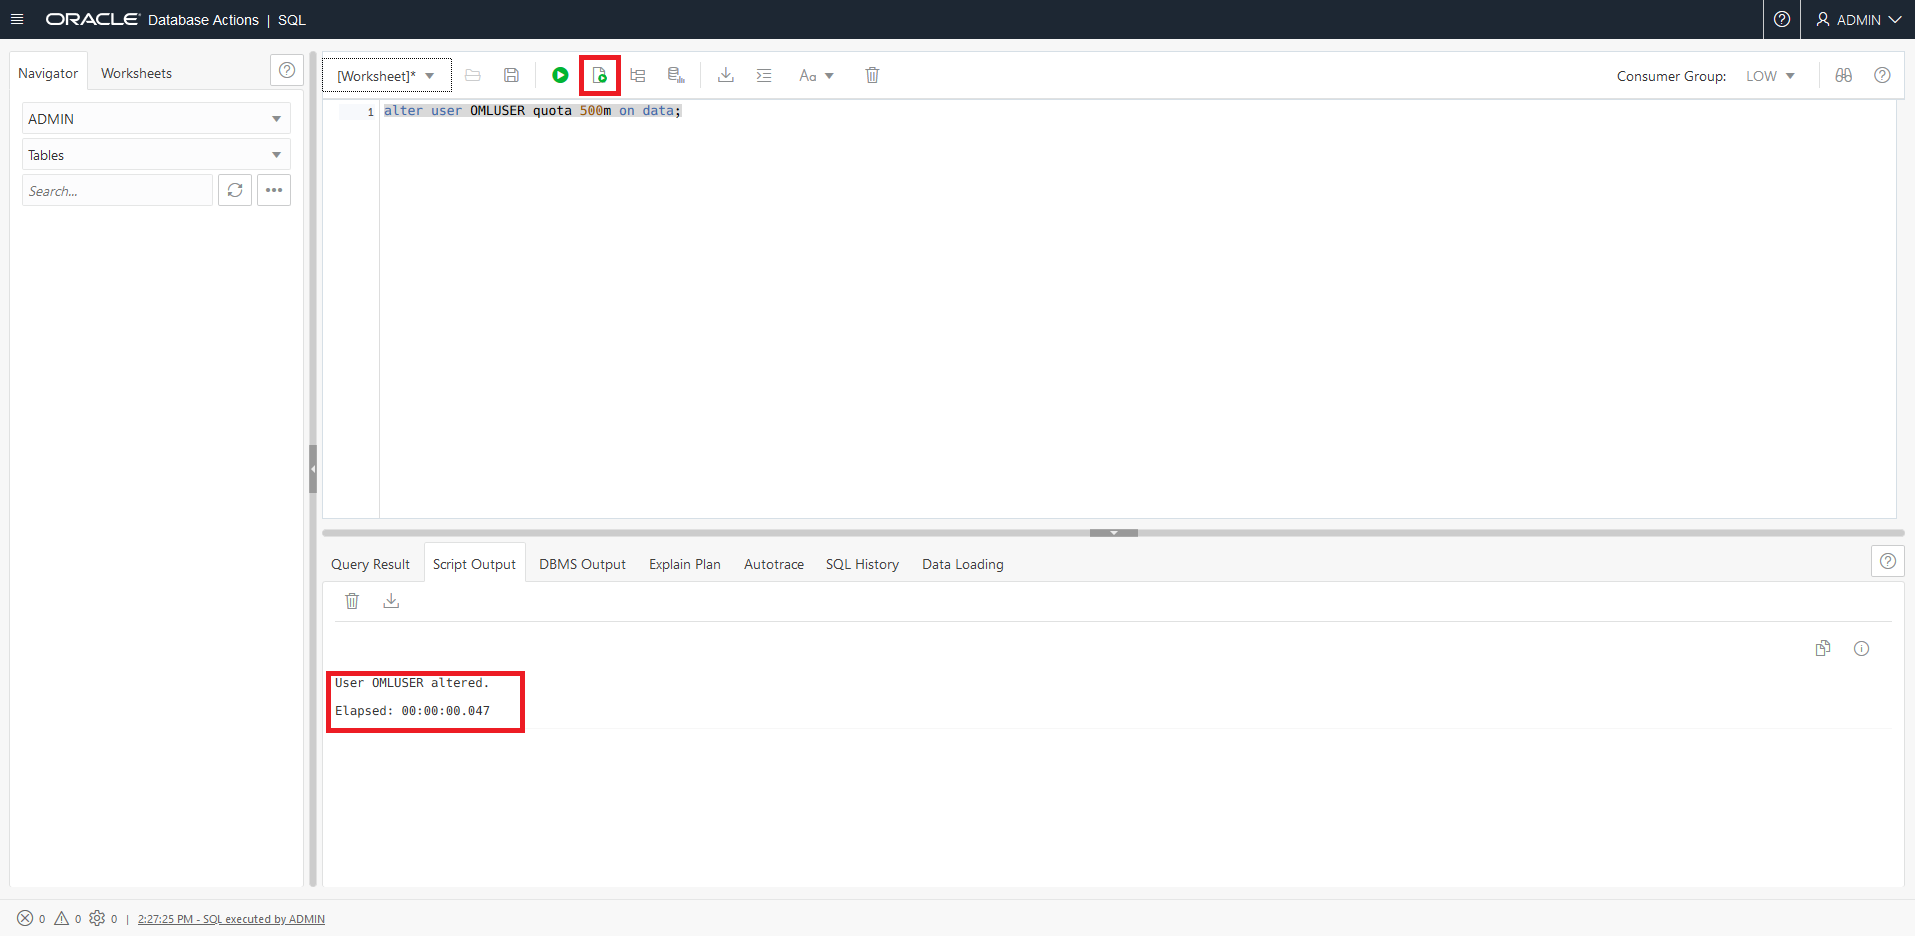 ORACLE Database Actions | SQL
ADMIN
Navigator
Worksheets
ADMIN
Tables
Search...
[Worksheet]*
Aa
Consumer Group: LOW
1 alter user OMLUSER quota 500m on data;
Query Result
Script Output
DBMS Output
Explain Plan
Autotrace
SQL History
Data Loading
User OMLUSER altered.
Elapsed: 00:00:00.047
0 0 0 | 2:27:25 PM - SQL executed by ADMIN